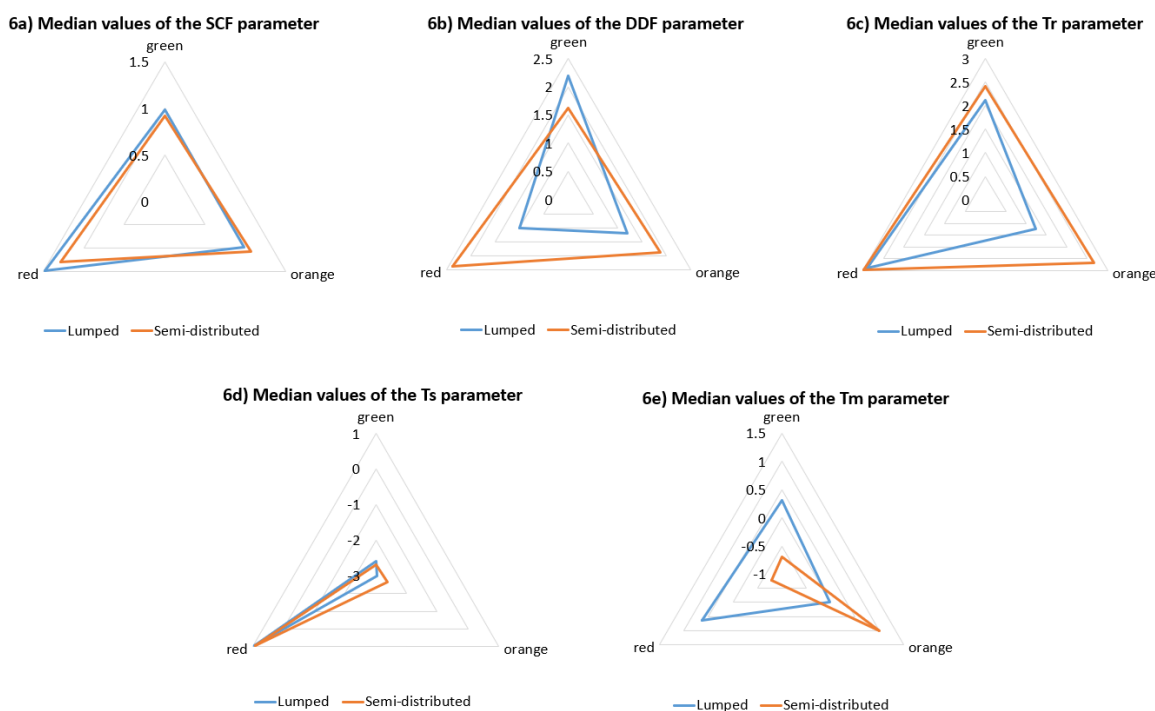 6a) Median values of the SCF parameter
green
1.5
1
0.5
0
red
orange
Lumped Semi-distributed
6b) Median values of the DDF parameter
green
2.5
2
1.5
1
0.5
0
red
orange
Lumped Semi-distributed
6c) Median values of the Tr parameter
green
3
2.5
2
1.5
1
0.5
0
red
orange
Lumped Semi-distributed
6d) Median values of the Ts parameter
green
1
0
-1
-2
-3
red
orange
Lumped Semi-distributed
6e) Median values of the Tm parameter
green
1.5
1
0.5
0
-0.5
-1
red
orange
Lumped Semi-distributed